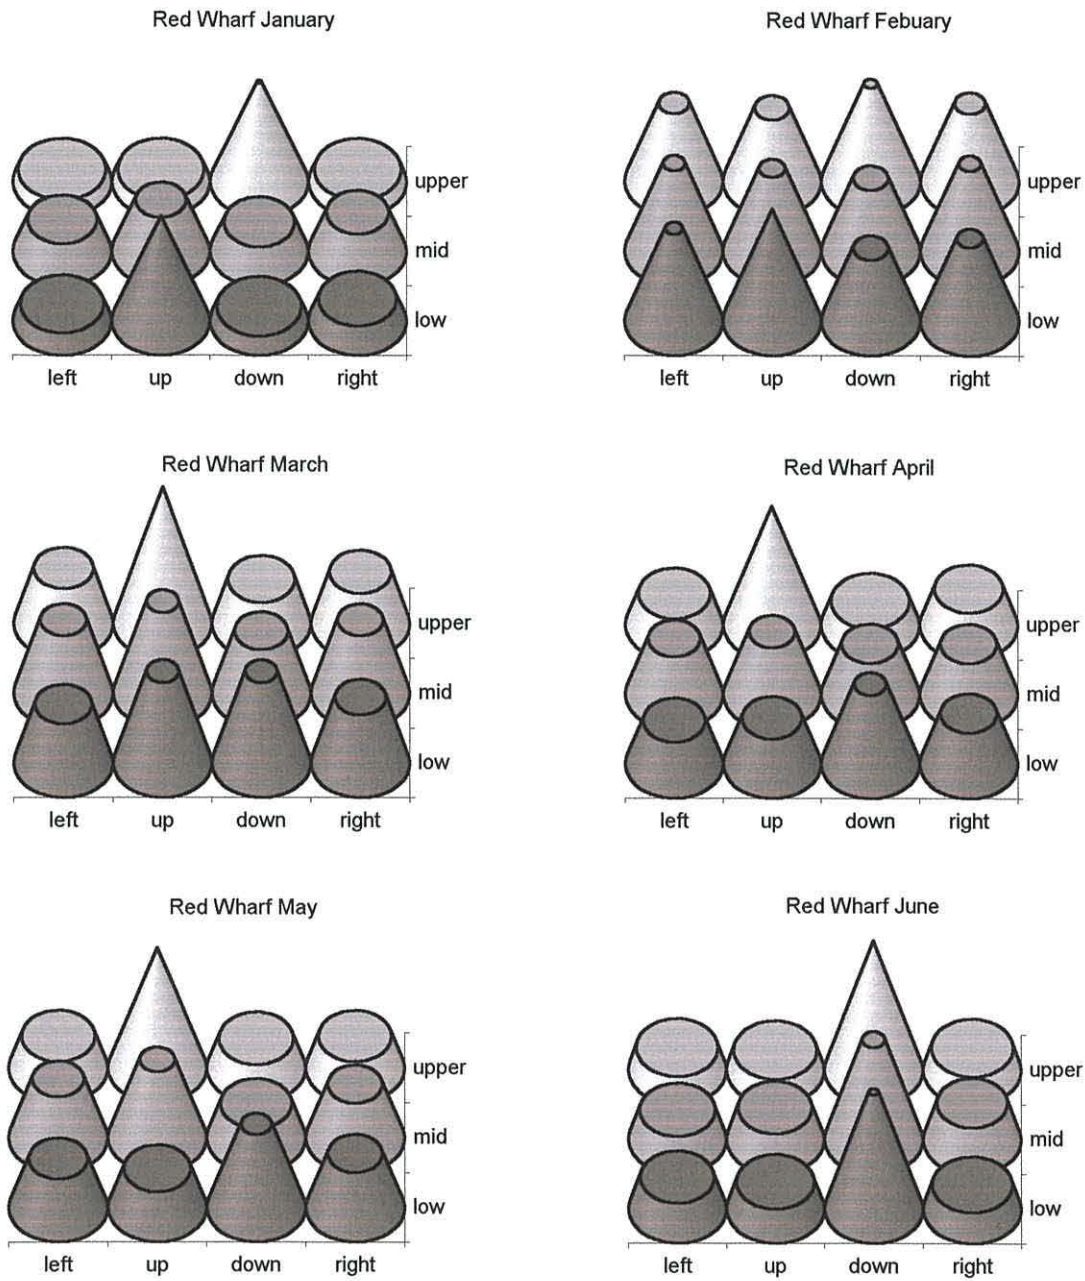 Red Wharf January
upper
mid
low
left up down right
Red Wharf Febuary
upper
mid
low
left up down right
Red Wharf March
upper
mid
low
left up down right
Red Wharf April
upper
mid
low
left up down right
Red Wharf May
upper
mid
low
left up down right
Red Wharf June
upper
mid
low
left up down right